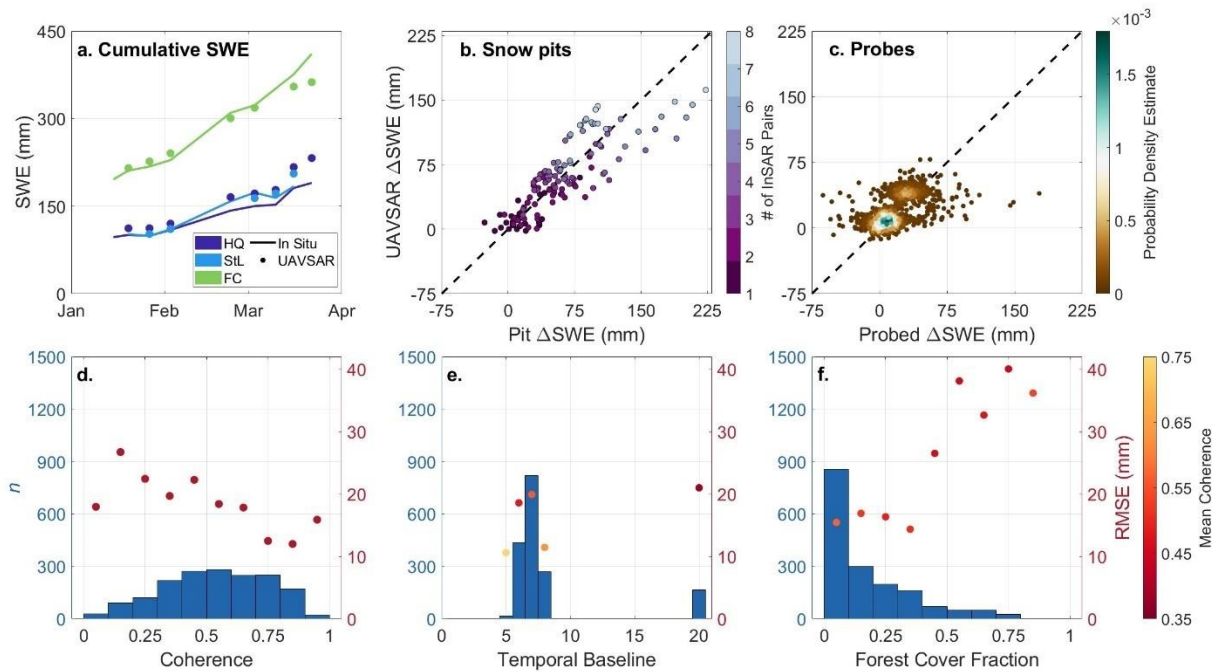 a. Cumulative SWE
SWE (mm)
450
300
150
0
Jan Feb Mar Apr
HQ
StL
FC
In Situ
UAVSAR
b. Snow pits
UAVSAR ΔSWE (mm)
225
150
75
0
-75
-75 0 75 150 225
Pit ΔSWE (mm)
# of InSAR Pairs
8
7
6
5
4
3
2
1
c. Probes
225
150
75
0
-75
-75 0 75 150 225
Probed ΔSWE (mm)
×10⁻³
1.5
1
0.5
0
Probability Density Estimate
d.
n
1500
1200
900
600
300
0
0 0.25 0.5 0.75 1
Coherence
40
30
20
10
0
e.
1500
1200
900
600
300
0
0 5 10 15 20
Temporal Baseline
40
30
20
10
0
f.
1500
1200
900
600
300
0
0 0.25 0.5 0.75 1
Forest Cover Fraction
40
30
20
10
0
RMSE (mm)
0.75
0.65
0.55
0.45
0.35
Mean Coherence